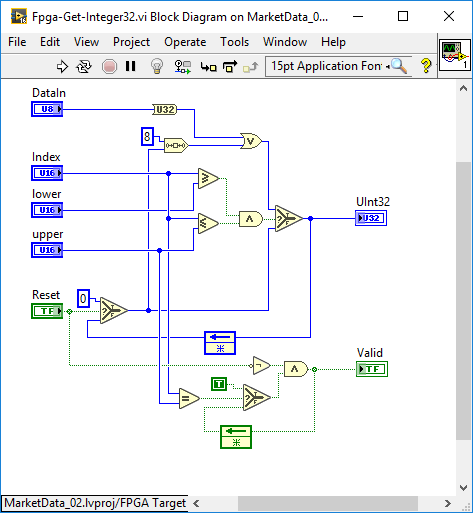 Fpga-Get-Integer32.vi Block Diagram on MarketData_0...
File Edit View Project Operate Tools Window
15pt Application Fon
?
1
DataIn
U8
U32
8
V
Index
U16
lower
U16
≥
≤
Λ
?
T
F
UInt32
U32
upper
U16
Reset
TF
0
?
T
F
Valid
TF
¬
Λ
T
=
?
T
F
MarketData_02.lvproj/FPGA Target